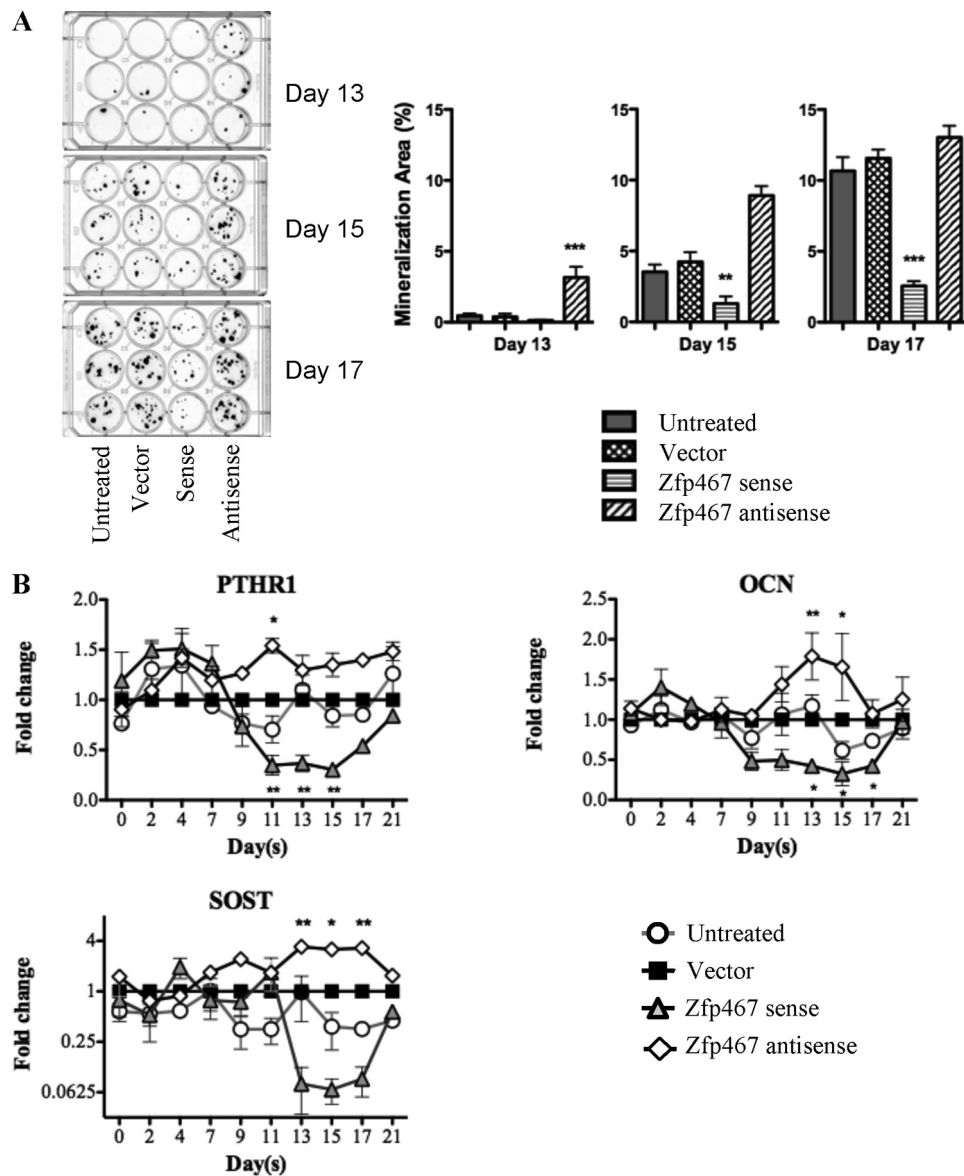 A
Day 13
Day 15
Day 17
Untreated
Vector
Sense
Antisense
Mineralization Area (%)
15
10
5
0
***
Day 13
15
10
5
0
**
Day 15
15
10
5
0
***
Day 17
Untreated
Vector
Zfp467 sense
Zfp467 antisense
B
PTHR1
Fold change
2.0
1.5
1.0
0.5
0.0
*
** ** **
0 2 4 7 9 11 13 15 17 21
Day(s)
OCN
Fold change
2.5
2.0
1.5
1.0
0.5
0.0
** *
* * *
0 2 4 7 9 11 13 15 17 21
Day(s)
SOST
Fold change
4
1
0.25
0.0625
** * **
0 2 4 7 9 11 13 15 17 21
Day(s)
Untreated
Vector
Zfp467 sense
Zfp467 antisense